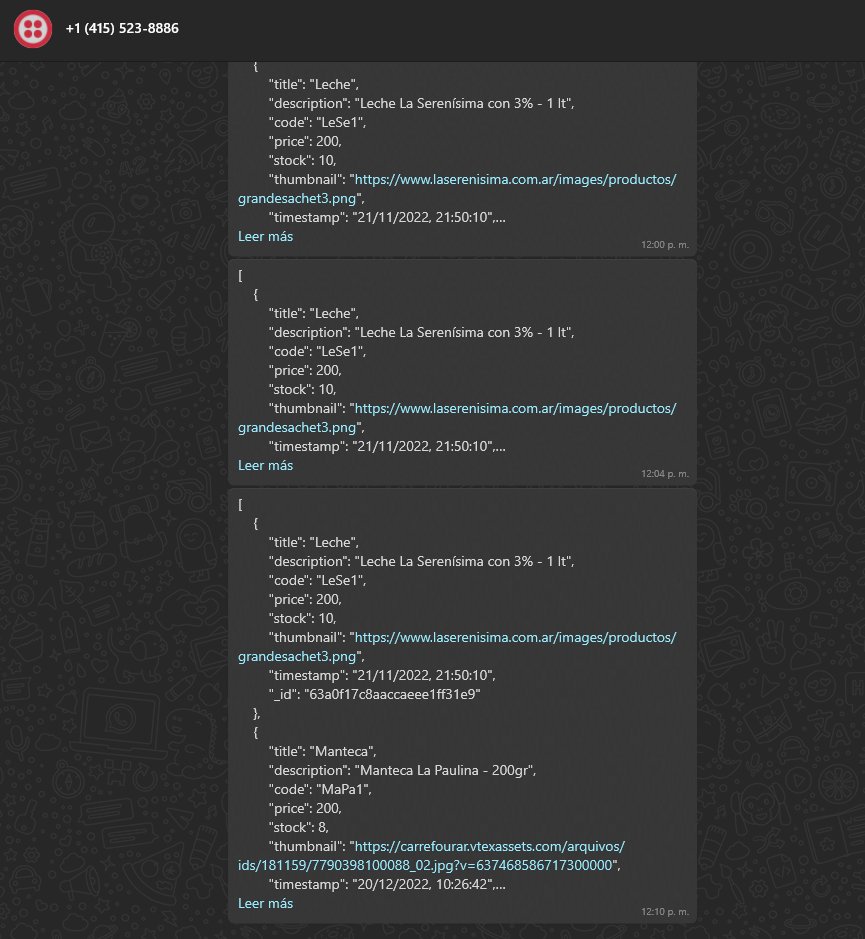 +1 (415) 523-8886
{
"title": "Leche",
"description": "Leche La Serenísima con 3% - 1 lt",
"code": "LeSe1",
"price": 200,
"stock": 10,
"thumbnail": "https://www.laserenisima.com.ar/images/productos/
grandesachet3.png",
"timestamp": "21/11/2022, 21:50:10",...
Leer más
12:00 p. m.
[
{
"title": "Leche",
"description": "Leche La Serenísima con 3% - 1 lt",
"code": "LeSe1",
"price": 200,
"stock": 10,
"thumbnail": "https://www.laserenisima.com.ar/images/productos/
grandesachet3.png",
"timestamp": "21/11/2022, 21:50:10",...
Leer más
12:04 p. m.
[
{
"title": "Leche",
"description": "Leche La Serenísima con 3% - 1 lt",
"code": "LeSe1",
"price": 200,
"stock": 10,
"thumbnail": "https://www.laserenisima.com.ar/images/productos/
grandesachet3.png",
"timestamp": "21/11/2022, 21:50:10",
"_id": "63a0f17c8aaccaeee1ff31e9"
},
{
"title": "Manteca",
"description": "Manteca La Paulina - 200gr",
"code": "MaPa1",
"price": 200,
"stock": 8,
"thumbnail": "https://carrefourar.vtexassets.com/arquivos/
ids/181159/7790398100088_02.jpg?v=637468586717300000",
"timestamp": "20/12/2022, 10:26:42",...
Leer más
12:10 p. m.